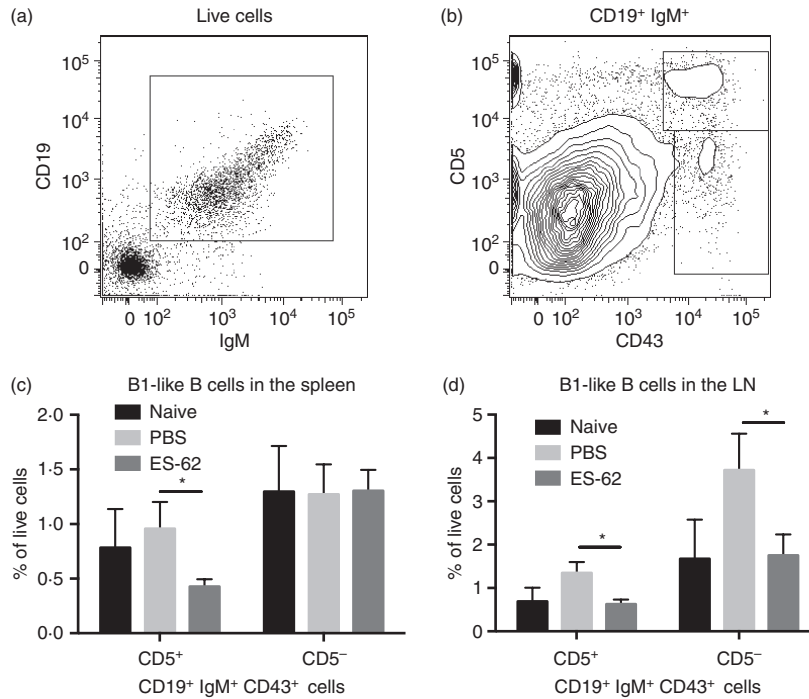 (a)
Live cells
CD19
10⁵
10⁴
10³
10²
0
0 10² 10³ 10⁴ 10⁵
IgM
(b)
CD19⁺ IgM⁺
CD5
10⁵
10⁴
10³
10²
0
0 10² 10³ 10⁴ 10⁵
CD43
(c)
B1-like B cells in the spleen
% of live cells
2·0
1·5
1·0
0·5
0·0
Naive
PBS
ES-62
*
CD5⁺ CD5⁻
CD19⁺ IgM⁺ CD43⁺ cells
(d)
B1-like B cells in the LN
% of live cells
5
4
3
2
1
0
Naive
PBS
ES-62
*
*
CD5⁺ CD5⁻
CD19⁺ IgM⁺ CD43⁺ cells